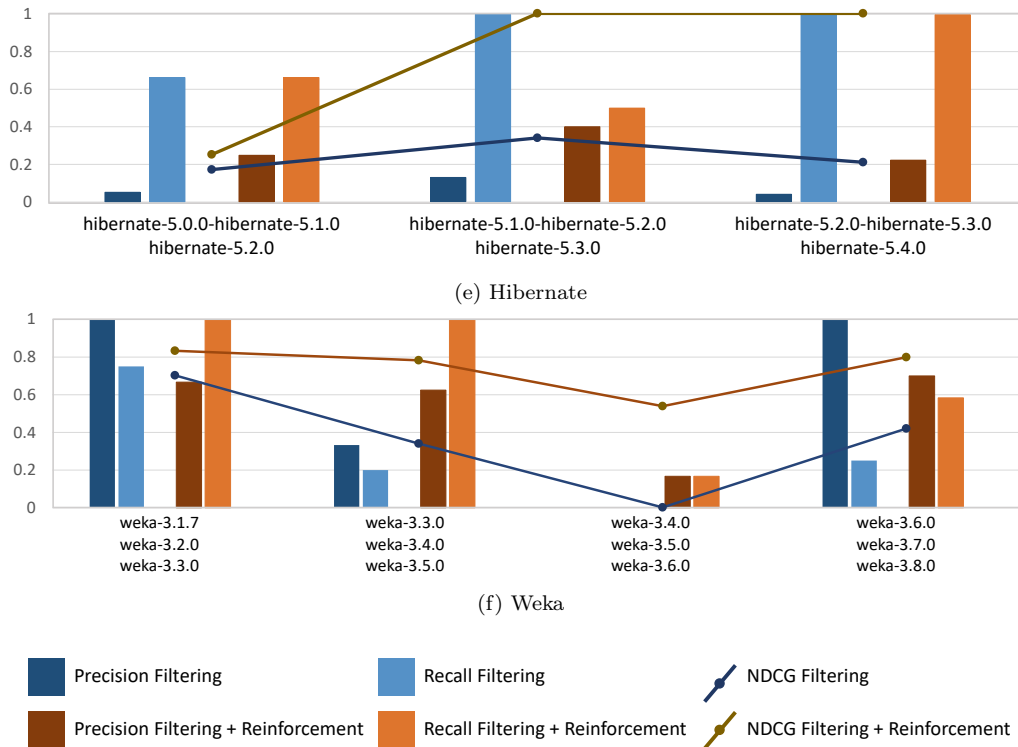 1
0.8
0.6
0.4
0.2
0
hibernate-5.0.0-hibernate-5.1.0
hibernate-5.2.0
hibernate-5.1.0-hibernate-5.2.0
hibernate-5.3.0
hibernate-5.2.0-hibernate-5.3.0
hibernate-5.4.0
(e) Hibernate
1
0.8
0.6
0.4
0.2
0
weka-3.1.7
weka-3.2.0
weka-3.3.0
weka-3.3.0
weka-3.4.0
weka-3.5.0
weka-3.4.0
weka-3.5.0
weka-3.6.0
weka-3.6.0
weka-3.7.0
weka-3.8.0
(f) Weka
Precision Filtering
Recall Filtering
NDCG Filtering
Precision Filtering + Reinforcement
Recall Filtering + Reinforcement
NDCG Filtering + Reinforcement